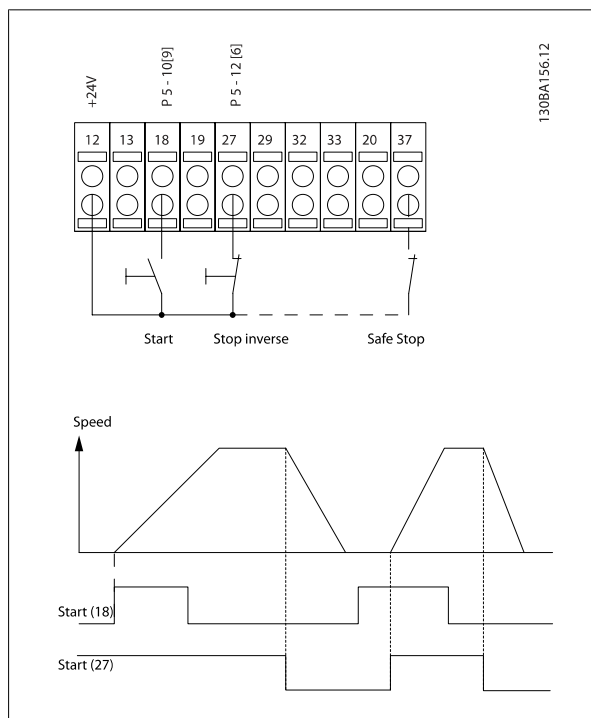 +24V
P 5 - 10[9]
P 5 - 12 [6]
130BA156.12
12 13 18 19 27 29 32 33 20 37
Start Stop inverse Safe Stop
Speed
Start (18)
Start (27)